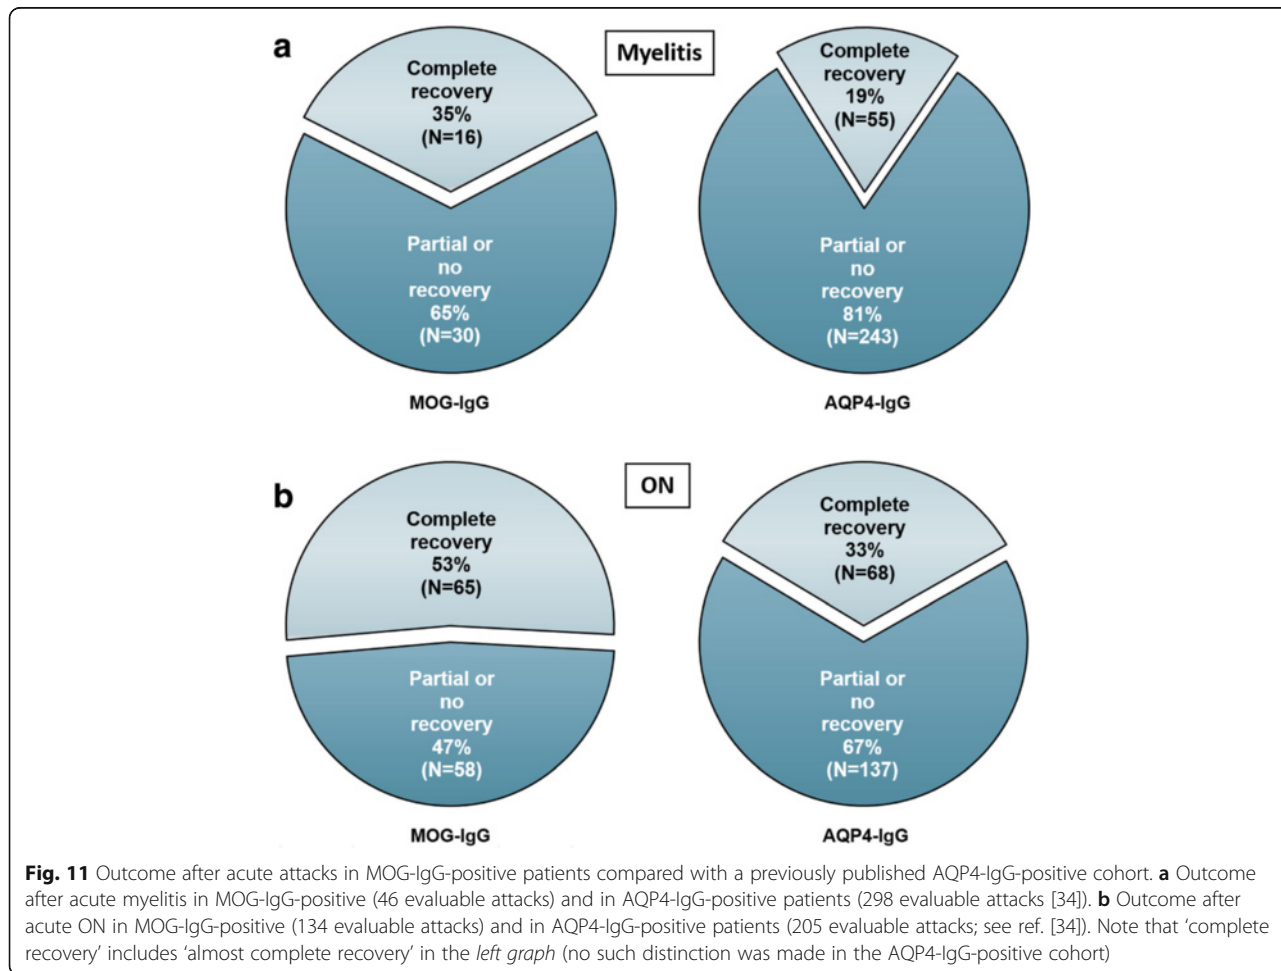 a
Myelitis
Complete
recovery
35%
(N=16)
Partial or
no
recovery
65%
(N=30)
MOG-IgG
Complete
recovery
19%
(N=55)
Partial or
no
recovery
81%
(N=243)
AQP4-IgG
b
ON
Complete
recovery
53%
(N=65)
Partial or
no
recovery
47%
(N=58)
MOG-IgG
Complete
recovery
33%
(N=68)
Partial or
no
recovery
67%
(N=137)
AQP4-IgG
Fig. 11 Outcome after acute attacks in MOG-IgG-positive patients compared with a previously published AQP4-IgG-positive cohort. a Outcome
after acute myelitis in MOG-IgG-positive (46 evaluable attacks) and in AQP4-IgG-positive patients (298 evaluable attacks [34]). b Outcome after
acute ON in MOG-IgG-positive (134 evaluable attacks) and in AQP4-IgG-positive patients (205 evaluable attacks; see ref. [34]). Note that ‘complete
recovery’ includes ‘almost complete recovery’ in the left graph (no such distinction was made in the AQP4-IgG-positive cohort)